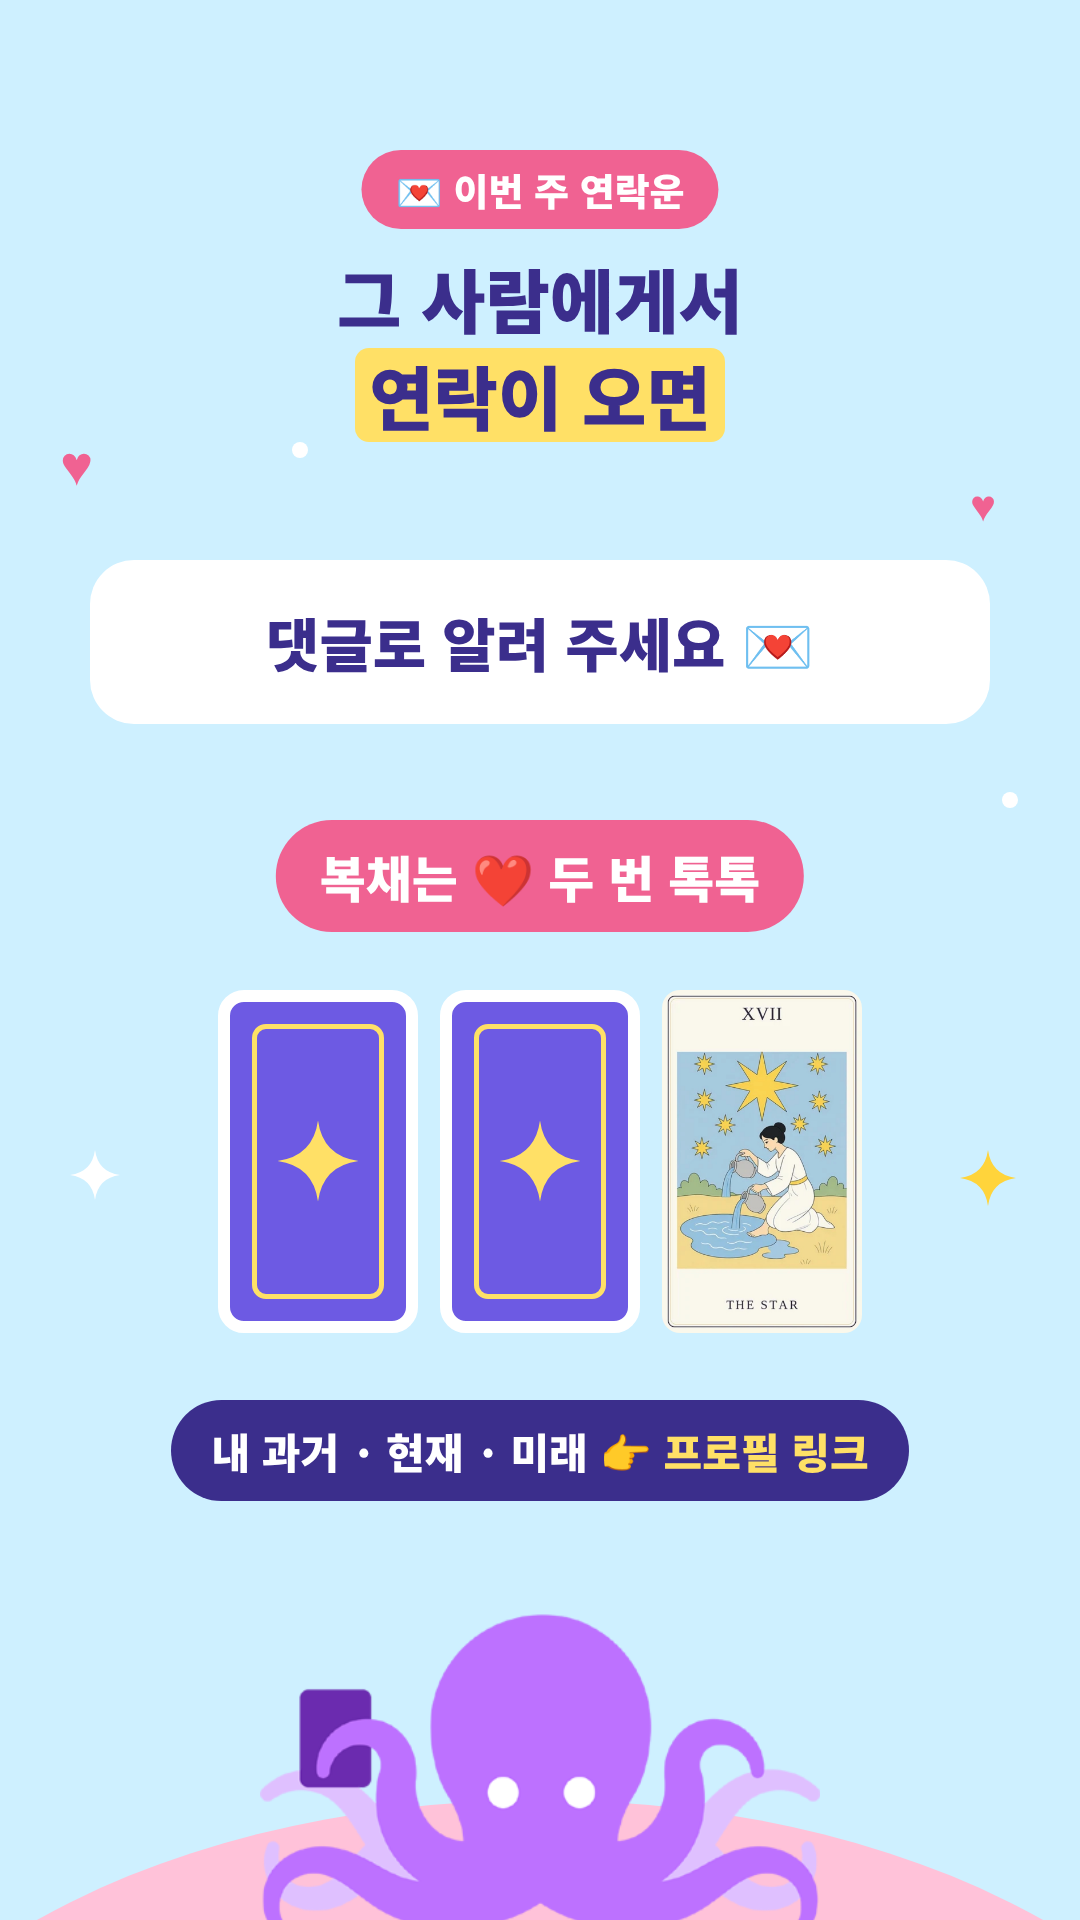 💌 이번 주 연락운
그 사람에게서
연락이 오면
댓글로 알려 주세요 💌
복채는 ❤️ 두 번 톡톡
XVII
THE STAR
내 과거 · 현재 · 미래 👉 프로필 링크